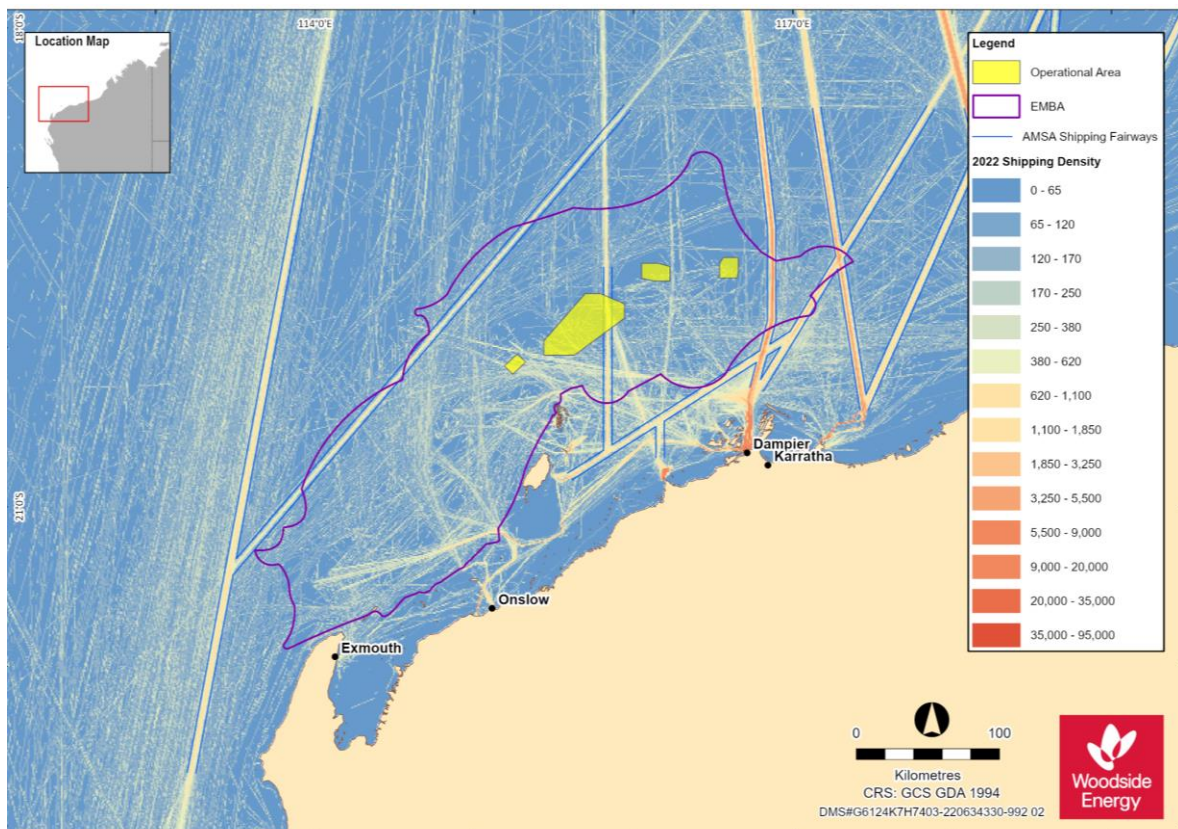 114°0'E
117°0'E
18°0'S
21°0'S
Location Map
Legend
Operational Area
EMBA
AMSA Shipping Fairways
2022 Shipping Density
0 - 65
65 - 120
120 - 170
170 - 250
250 - 380
380 - 620
620 - 1,100
1,100 - 1,850
1,850 - 3,250
3,250 - 5,500
5,500 - 9,000
9,000 - 20,000
20,000 - 35,000
35,000 - 95,000
Dampier
Karratha
Onslow
Exmouth
0 100
Kilometres
CRS: GCS GDA 1994
DMS#G6124K7H7403-220634330-992 02
Woodside
Energy